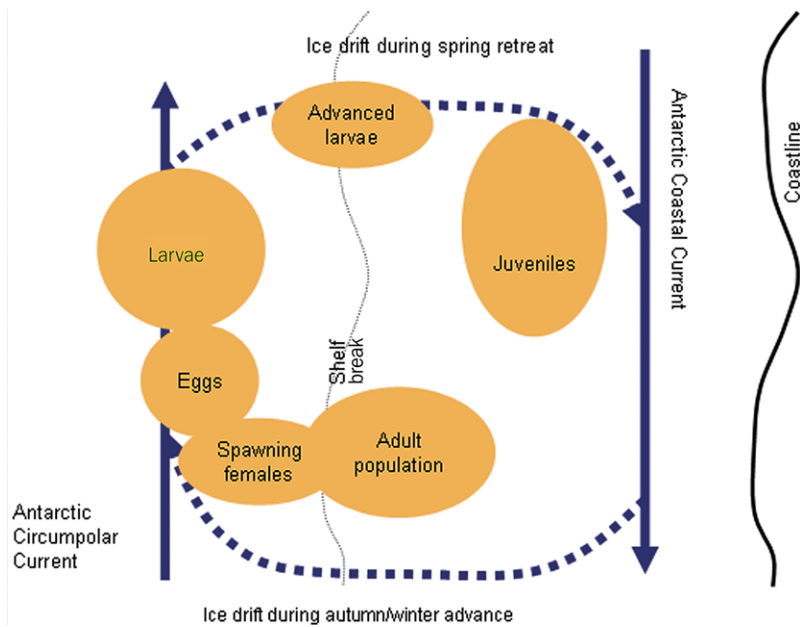 Ice drift during spring retreat
Advanced
larvae
Antarctic Coastal Current
Coastline
Larvae
Juveniles
Shelf
break
Eggs
Spawning
females
Adult
population
Antarctic
Circumpolar
Current
Ice drift during autumn/winter advance